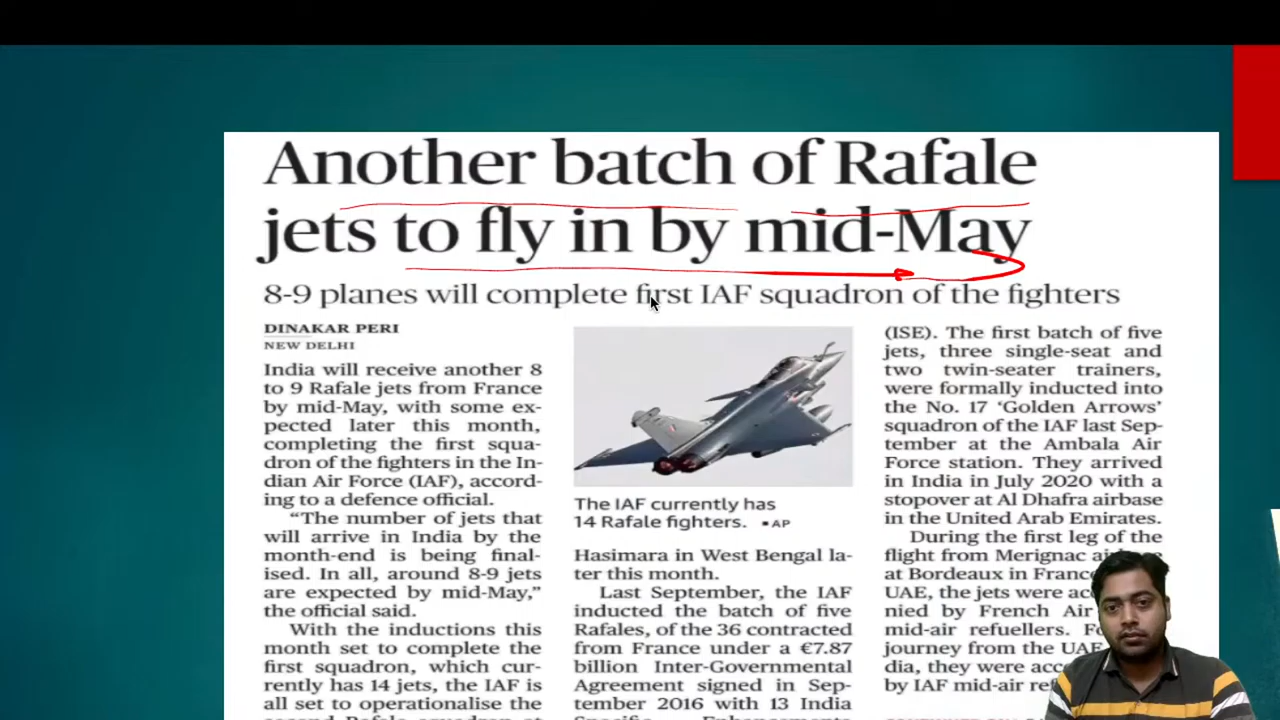 Another batch of Rafale
jets to fly in by mid-May
8-9 planes will complete first IAF squadron of the fighters
DINAKAR PERI
NEW DELHI
India will receive another 8
to 9 Rafale jets from France
by mid-May, with some ex-
pected later this month,
completing the first squa-
dron of the fighters in the In-
dian Air Force (IAF), accord-
ing to a defence official.
“The number of jets that
will arrive in India by the
month-end is being final-
ised. In all, around 8-9 jets
are expected by mid-May,”
the official said.
With the inductions this
month set to complete the
first squadron, which cur-
rently has 14 jets, the IAF is
all set to operationalise the
The IAF currently has
14 Rafale fighters. ▪ AP
Hasimara in West Bengal la-
ter this month.
Last September, the IAF
inducted the batch of five
Rafales, of the 36 contracted
from France under a €7.87
billion Inter-Governmental
Agreement signed in Sep-
tember 2016 with 13 India
(ISE). The first batch of five
jets, three single-seat and
two twin-seater trainers,
were formally inducted into
the No. 17 ‘Golden Arrows’
squadron of the IAF last Sep-
tember at the Ambala Air
Force station. They arrived
in India in July 2020 with a
stopover at Al Dhafra airbase
in the United Arab Emirates.
During the first leg of the
flight from Merignac
at Bordeaux in France
UAE, the jets were
nied by French Air
mid-air refuellers.
journey from the UAE
dia, they were
by IAF mid-air